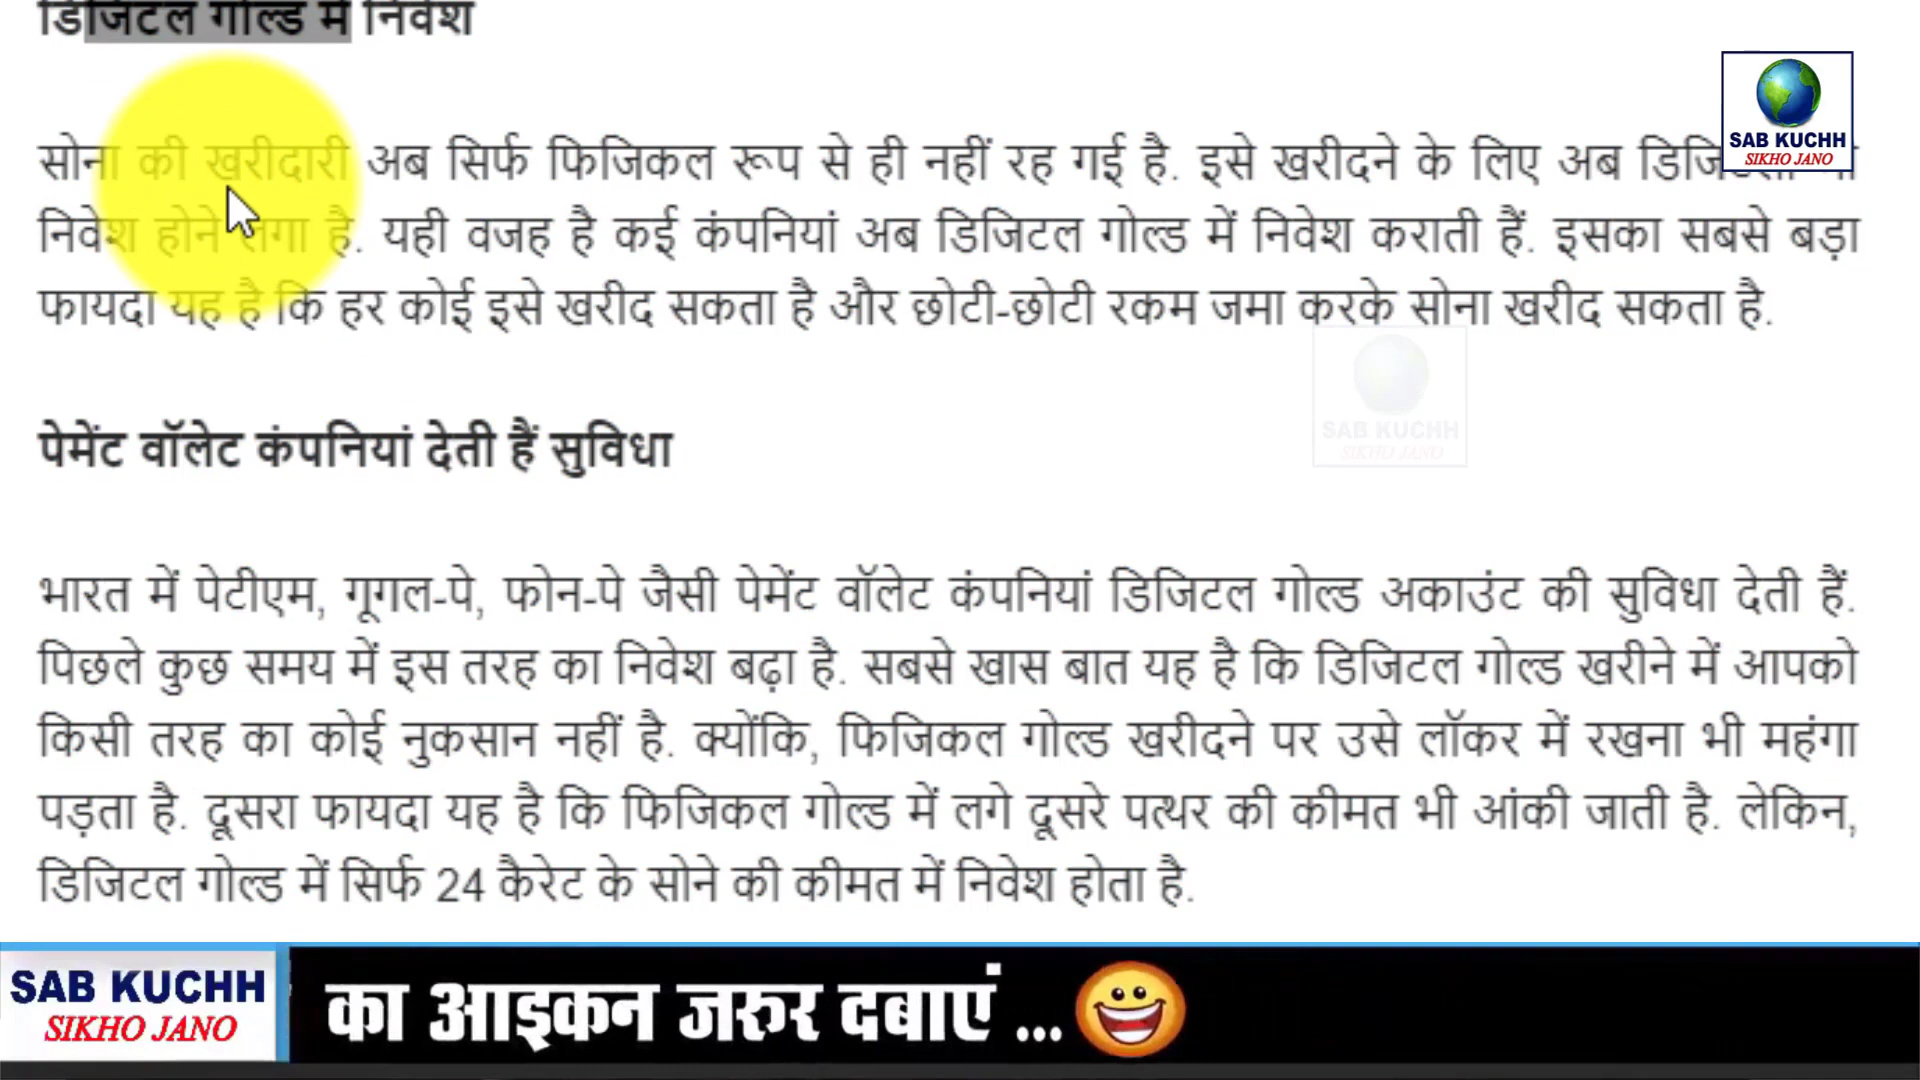 डिजिटल गोल्ड में निवेश
SAB KUCHH
SIKHO JANO
सोना की खरीदारी अब सिर्फ फिजिकल रूप से ही नहीं रह गई है. इसे खरीदने के लिए अब
निवेश होने लगा है. यही वजह है कई कंपनियां अब डिजिटल गोल्ड में निवेश कराती हैं. इसका सबसे बड़ा
फायदा यह है कि हर कोई इसे खरीद सकता है और छोटी-छोटी रकम जमा करके सोना खरीद सकता है.
SAB KUCHH
SIKHO JANO
पेमेंट वॉलेट कंपनियां देती हैं सुविधा
भारत में पेटीएम, गूगल-पे, फोन-पे जैसी पेमेंट वॉलेट कंपनियां डिजिटल गोल्ड अकाउंट की सुविधा देती हैं.
पिछले कुछ समय में इस तरह का निवेश बढ़ा है. सबसे खास बात यह है कि डिजिटल गोल्ड खरीने में आपको
किसी तरह का कोई नुकसान नहीं है. क्योंकि, फिजिकल गोल्ड खरीदने पर उसे लॉकर में रखना भी महंगा
पड़ता है. दूसरा फायदा यह है कि फिजिकल गोल्ड में लगे दूसरे पत्थर की कीमत भी आंकी जाती है. लेकिन,
डिजिटल गोल्ड में सिर्फ 24 कैरेट के सोने की कीमत में निवेश होता है.
SAB KUCHH
SIKHO JANO
का आइकन जरुर दबाएं ...